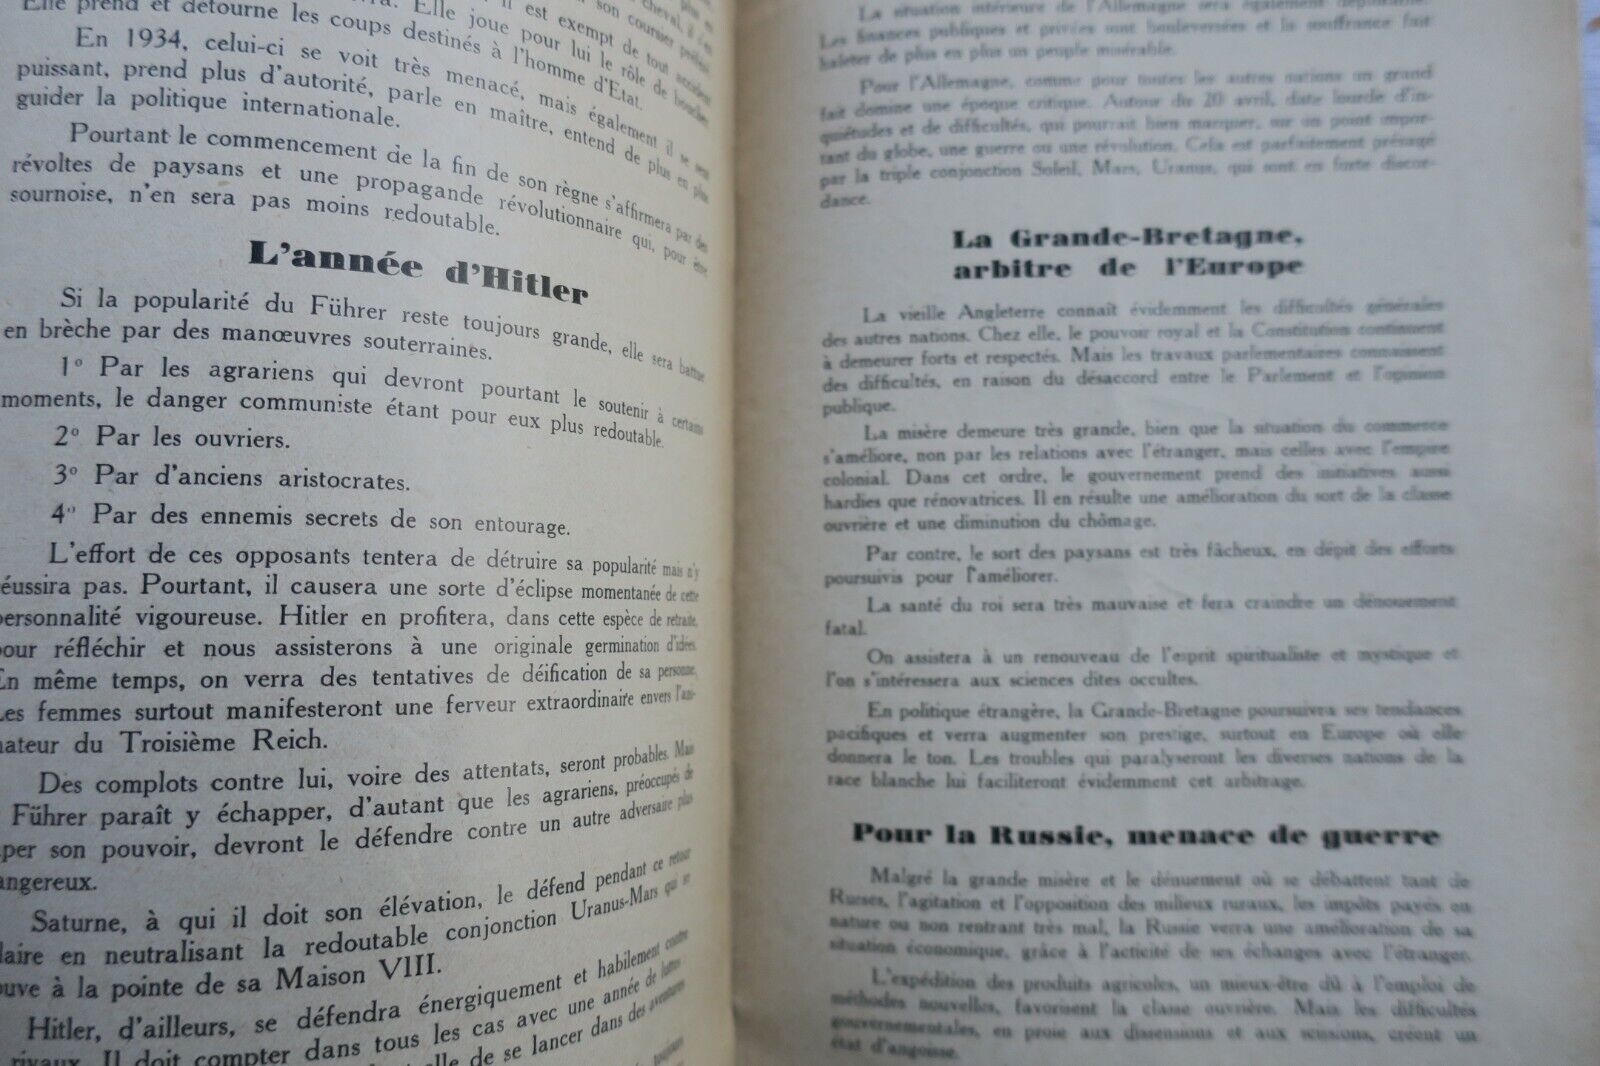 Elle prend et détourne les coups destinés à l'homme d'Etat.
En 1934, celui-ci se voit très menacé, mais également il se sent
puissant, prend plus d'autorité, parle en maître, entend de plus en plus
guider la politique internationale.
Pourtant le commencement de la fin de son règne s'affirmera par des
révoltes de paysans et une propagande révolutionnaire qui, pour être
sournoise, n'en sera pas moins redoutable.
L'année d'Hitler
Si la popularité du Führer reste toujours grande, elle sera battue
en brèche par des manœuvres souterraines.
1° Par les agrariens qui devront pourtant le soutenir à certains
moments, le danger communiste étant pour eux plus redoutable.
2° Par les ouvriers.
3° Par d'anciens aristocrates.
4° Par des ennemis secrets de son entourage.
L'effort de ces opposants tentera de détruire sa popularité mais n'y
éussira pas. Pourtant, il causera une sorte d'éclipse momentanée de cette
personnalité vigoureuse. Hitler en profitera, dans cette espèce de retraite,
pour réfléchir et nous assisterons à une originale germination d'idées.
En même temps, on verra des tentatives de déification de sa personne.
Les femmes surtout manifesteront une ferveur extraordinaire envers l'ani-
nateur du Troisième Reich.
Des complots contre lui, voire des attentats, seront probables. Mais
Führer paraît y échapper, d'autant que les agrariens, préoccupés de
aper son pouvoir, devront le défendre contre un autre adversaire plus
angereux.
Saturne, à qui il doit son élévation, le défend pendant ce retour
laire en neutralisant la redoutable conjonction Uranus-Mars qui se
ouve à la pointe de sa Maison VIII.
Hitler, d'ailleurs, se défendra énergiquement et habilement contre
rivaux. Il doit compter dans tous les cas avec une année de luttes
elle de se lancer dans des aventures
toujours
La situation intérieure de l'Allemagne sera également déplorable.
Les finances publiques et privées sont bouleversées et la souffrance fait
haleter de plus en plus un peuple misérable.
Pour l'Allemagne, comme pour toutes les autres nations un grand
fait domine une époque critique. Autour du 20 avril, date lourde d'in-
quiétudes et de difficultés, qui pourrait bien marquer, sur un point impor-
tant du globe, une guerre ou une révolution. Cela est parfaitement présagé
par la triple conjonction Soleil, Mars, Uranus, qui sont en forte discor-
dance.
La Grande-Bretagne,
arbitre de l'Europe
La vieille Angleterre connaît évidemment les difficultés générales
des autres nations. Chez elle, le pouvoir royal et la Constitution continuent
à demeurer forts et respectés. Mais les travaux parlementaires connaissent
des difficultés, en raison du désaccord entre le Parlement et l'opinion
publique.
La misère demeure très grande, bien que la situation du commerce
s'améliore, non par les relations avec l'étranger, mais celles avec l'empire
colonial. Dans cet ordre, le gouvernement prend des initiatives aussi
hardies que rénovatrices. Il en résulte une amélioration du sort de la classe
ouvrière et une diminution du chômage.
Par contre, le sort des paysans est très fâcheux, en dépit des efforts
poursuivis pour l'améliorer.
La santé du roi sera très mauvaise et fera craindre un dénouement
fatal.
On assistera à un renouveau de l'esprit spiritualiste et mystique et
l'on s'intéressera aux sciences dites occultes.
En politique étrangère, la Grande-Bretagne poursuivra ses tendances
pacifiques et verra augmenter son prestige, surtout en Europe où elle
donnera le ton. Les troubles qui paralyseront les diverses nations de la
race blanche lui faciliteront évidemment cet arbitrage.
Pour la Russie, menace de guerre
Malgré la grande misère et le dénuement où se débattent tant de
Russes, l'agitation et l'opposition des milieux ruraux, les impôts payés en
nature ou non rentrant très mal, la Russie verra une amélioration de sa
situation économique, grâce à l'acticité de ses échanges avec l'étranger.
L'expédition des produits agricoles, un mieux-être dû à l'emploi de
méthodes nouvelles, favorisent la classe ouvrière. Mais les difficultés
gouvernementales, en proie aux dissensions et aux scissions, créent un
état d'angoisse.